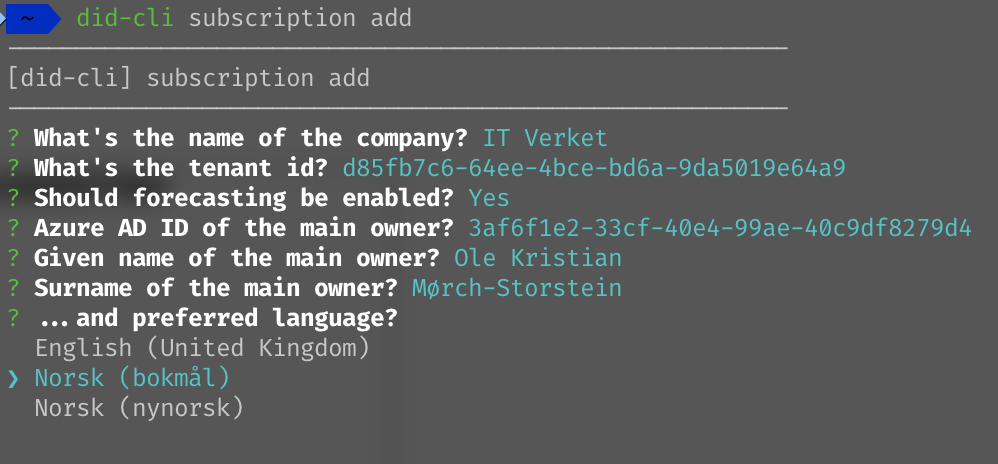 ~ did-cli subscription add
[did-cli] subscription add
? What's the name of the company? IT Verket
? What's the tenant id? d85fb7c6-64ee-4bce-bd6a-9da5019e64a9
? Should forecasting be enabled? Yes
? Azure AD ID of the main owner? 3af6f1e2-33cf-40e4-99ae-40c9df8279d4
? Given name of the main owner? Ole Kristian
? Surname of the main owner? Mørch-Storstein
? ...and preferred language?
English (United Kingdom)
❯ Norsk (bokmål)
Norsk (nynorsk)